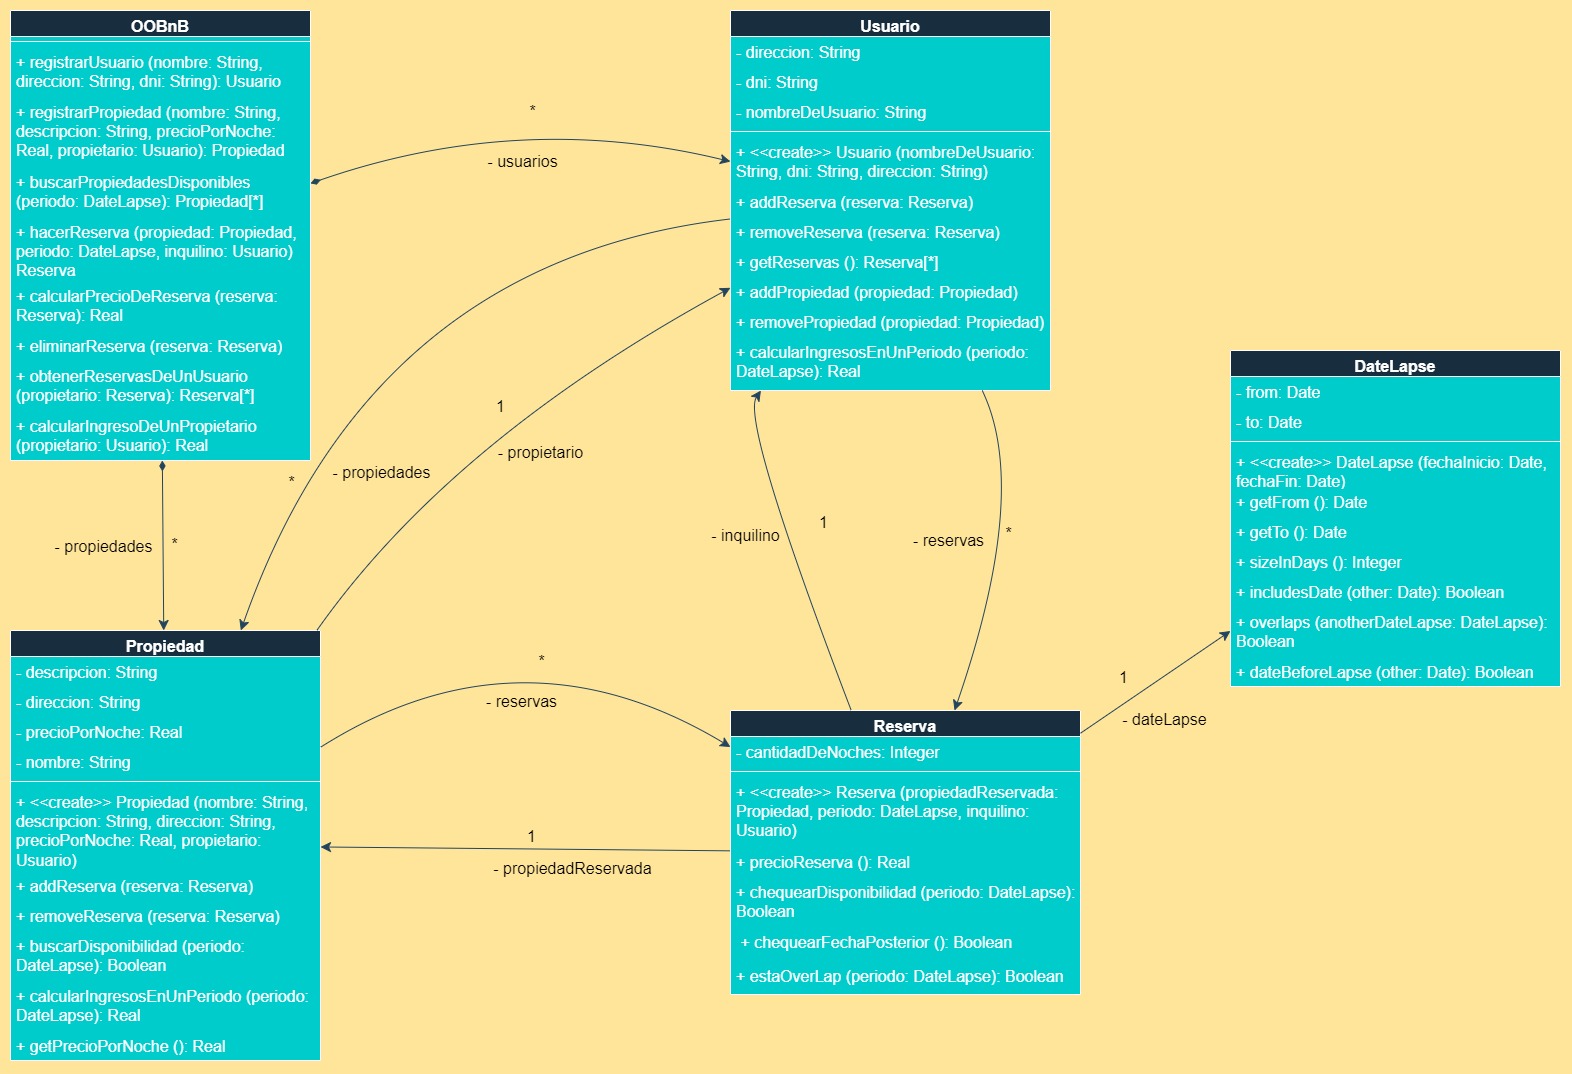 OOBnB
+ registrarUsuario (nombre: String,
direccion: String, dni: String): Usuario
+ registrarPropiedad (nombre: String,
descripcion: String, precioPorNoche:
Real, propietario: Usuario): Propiedad
+ buscarPropiedadesDisponibles
(periodo: DateLapse): Propiedad[*]
+ hacerReserva (propiedad: Propiedad,
periodo: DateLapse, inquilino: Usuario)
Reserva
+ calcularPrecioDeReserva (reserva:
Reserva): Real
+ eliminarReserva (reserva: Reserva)
+ obtenerReservasDeUnUsuario
(propietario: Reserva): Reserva[*]
+ calcularIngresoDeUnPropietario
(propietario: Usuario): Real
*
- usuarios
Usuario
- direccion: String
- dni: String
- nombreDeUsuario: String
+ <<create>> Usuario (nombreDeUsuario:
String, dni: String, direccion: String)
+ addReserva (reserva: Reserva)
+ removeReserva (reserva: Reserva)
+ getReservas (): Reserva[*]
+ addPropiedad (propiedad: Propiedad)
+ removePropiedad (propiedad: Propiedad)
+ calcularIngresosEnUnPeriodo (periodo:
DateLapse): Real
DateLapse
- from: Date
- to: Date
+ <<create>> DateLapse (fechaInicio: Date,
fechaFin: Date)
+ getFrom (): Date
+ getTo (): Date
+ sizeInDays (): Integer
+ includesDate (other: Date): Boolean
+ overlaps (anotherDateLapse: DateLapse):
Boolean
+ dateBeforeLapse (other: Date): Boolean
1
- propietario
*
- propiedades
- propiedades
*
- inquilino
1
- reservas
*
1
- dateLapse
Propiedad
- descripcion: String
- direccion: String
- precioPorNoche: Real
- nombre: String
+ <<create>> Propiedad (nombre: String,
descripcion: String, direccion: String,
precioPorNoche: Real, propietario:
Usuario)
+ addReserva (reserva: Reserva)
+ removeReserva (reserva: Reserva)
+ buscarDisponibilidad (periodo:
DateLapse): Boolean
+ calcularIngresosEnUnPeriodo (periodo:
DateLapse): Real
+ getPrecioPorNoche (): Real
*
- reservas
1
- propiedadReservada
Reserva
- cantidadDeNoches: Integer
+ <<create>> Reserva (propiedadReservada:
Propiedad, periodo: DateLapse, inquilino:
Usuario)
+ precioReserva (): Real
+ chequearDisponibilidad (periodo: DateLapse):
Boolean
+ chequearFechaPosterior (): Boolean
+ estaOverLap (periodo: DateLapse): Boolean